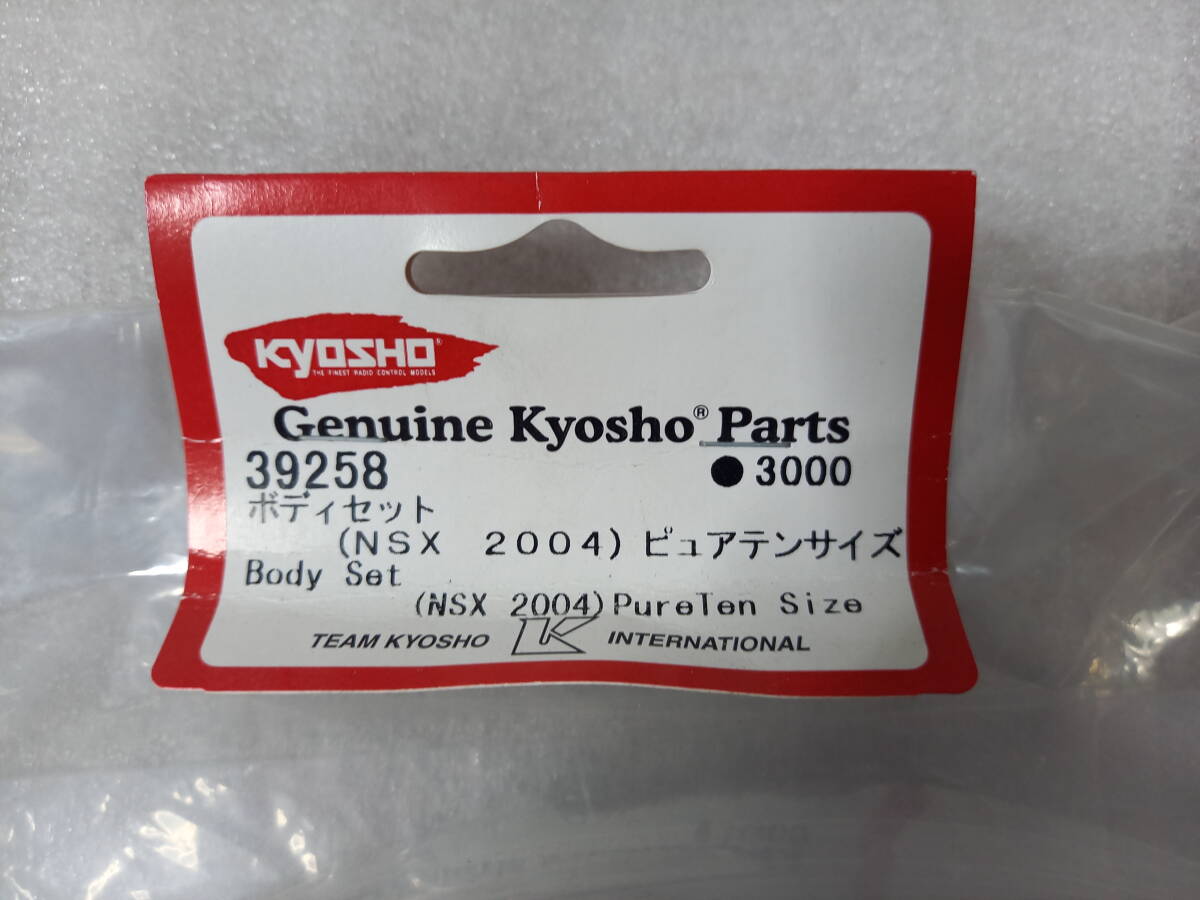 KYOSHO®
THE FINEST RADIO CONTROL MODELS
Genuine Kyosho® Parts
39258 ●3000
ボディセット
(NSX 2004) ピュアテンサイズ
Body Set
(NSX 2004) PureTen Size
TEAM KYOSHO K INTERNATIONAL